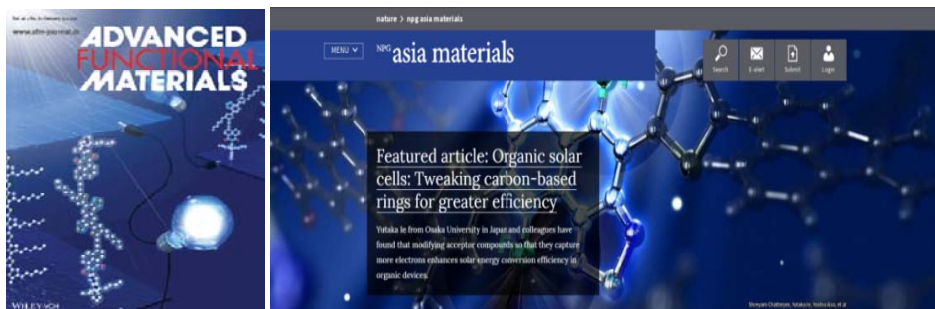 www.afm-journal.de
ADVANCED
FUNCTIONAL
MATERIALS
WILEY-VCH
nature > npg asia materials
MENU
NPG asia materials
Search
E-alert
Submit
Login
Featured article: Organic solar
cells: Tweaking carbon-based
rings for greater efficiency
Yutaka Ie from Osaka University in Japan and colleagues have
found that modifying acceptor compounds so that they capture
more electrons enhances solar energy conversion efficiency in
organic devices.